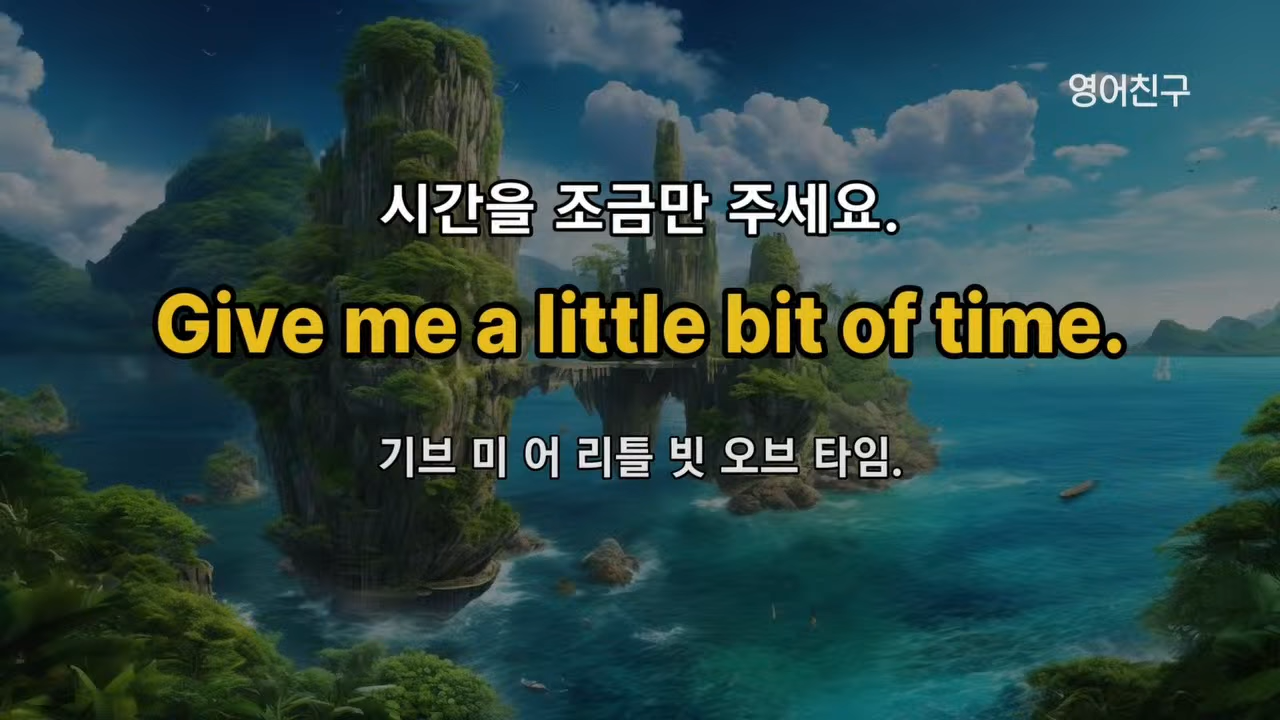 영어친구
시간을 조금만 주세요.
Give me a little bit of time.
기브 미 어 리틀 빗 오브 타임.